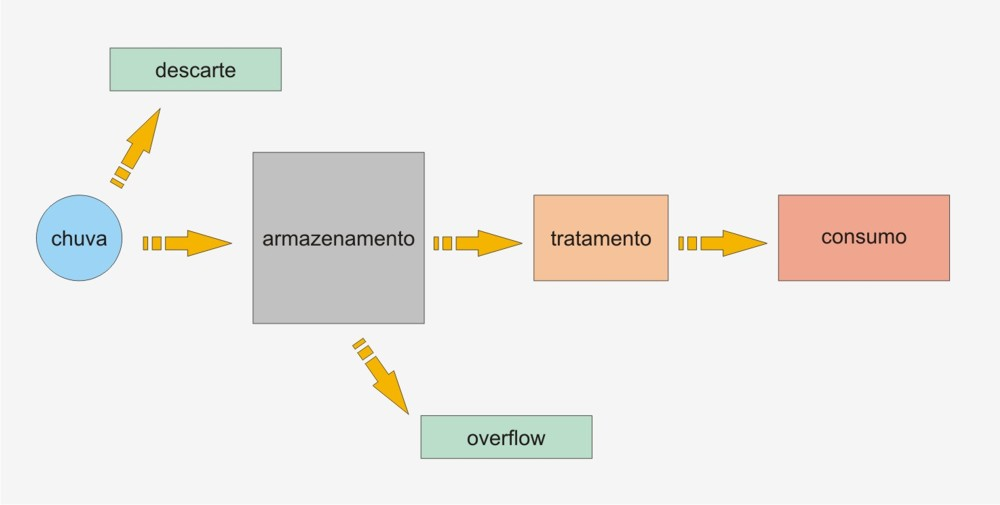 descarte
chuva
armazenamento
tratamento
consumo
overflow